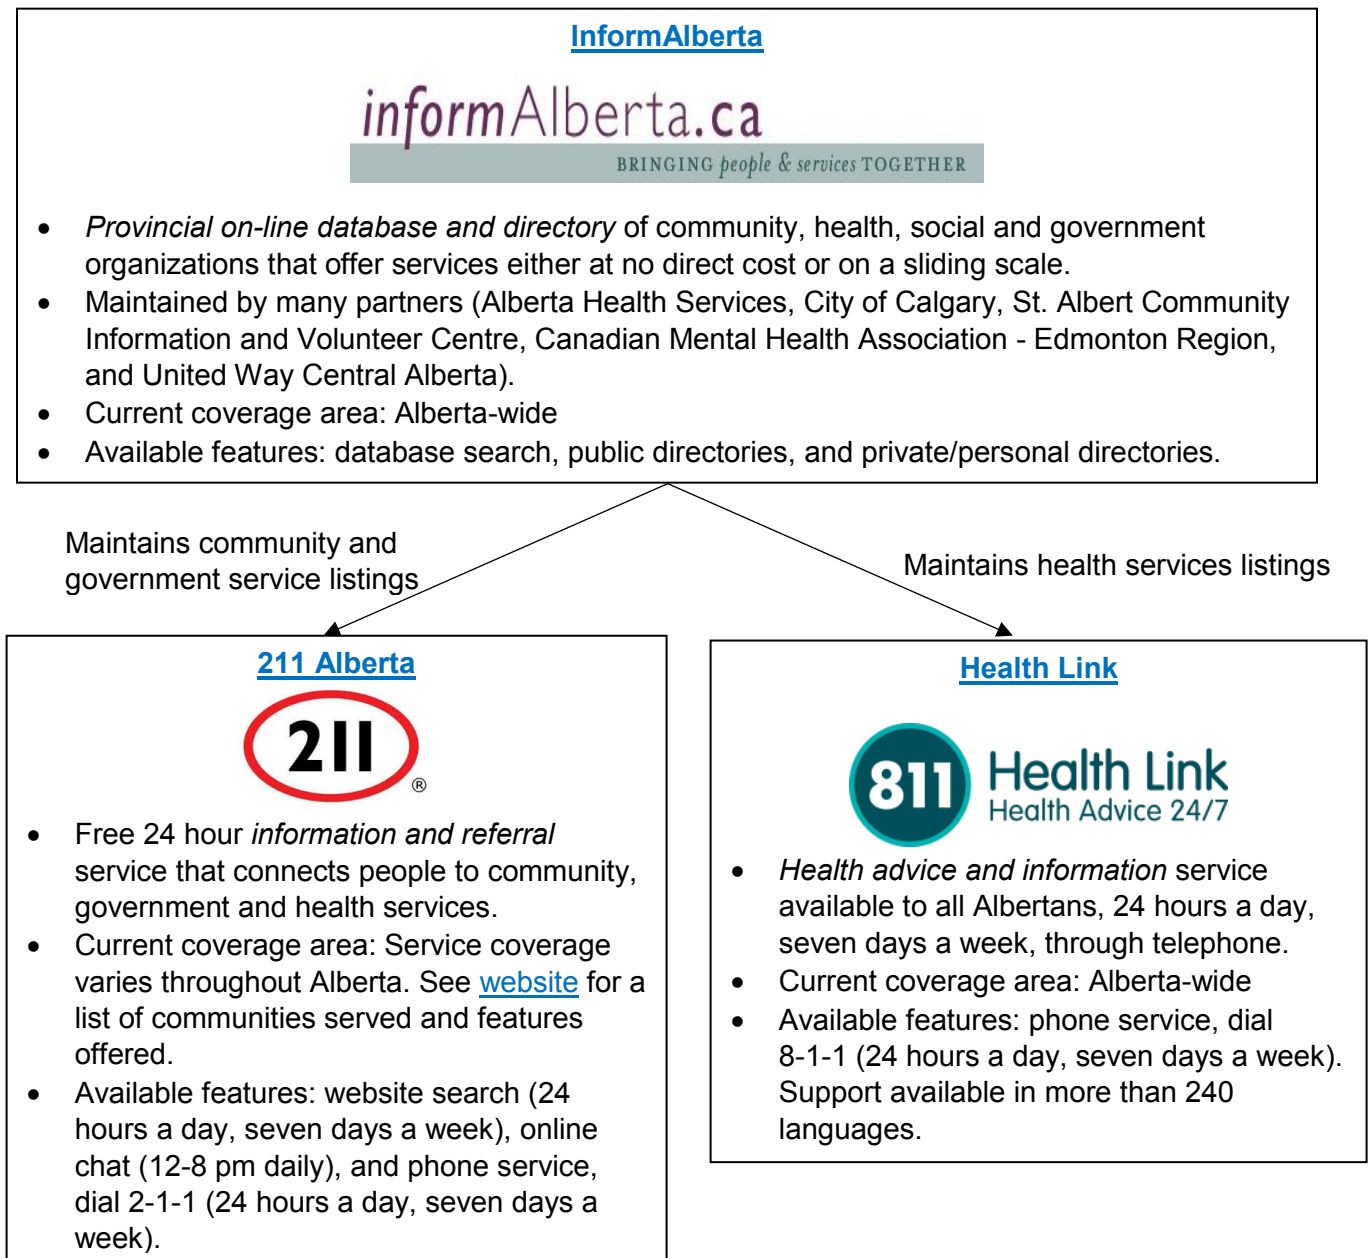 InformAlberta
informAlberta.ca
BRINGING people & services TOGETHER
• Provincial on-line database and directory of community, health, social and government
organizations that offer services either at no direct cost or on a sliding scale.
• Maintained by many partners (Alberta Health Services, City of Calgary, St. Albert Community
Information and Volunteer Centre, Canadian Mental Health Association - Edmonton Region,
and United Way Central Alberta).
• Current coverage area: Alberta-wide
• Available features: database search, public directories, and private/personal directories.
Maintains community and
government service listings
Maintains health services listings
211 Alberta
211
®
• Free 24 hour information and referral
service that connects people to community,
government and health services.
• Current coverage area: Service coverage
varies throughout Alberta. See website for a
list of communities served and features
offered.
• Available features: website search (24
hours a day, seven days a week), online
chat (12-8 pm daily), and phone service,
dial 2-1-1 (24 hours a day, seven days a
week).
Health Link
811
Health Link
Health Advice 24/7
• Health advice and information service
available to all Albertans, 24 hours a day,
seven days a week, through telephone.
• Current coverage area: Alberta-wide
• Available features: phone service, dial
8-1-1 (24 hours a day, seven days a week).
Support available in more than 240
languages.